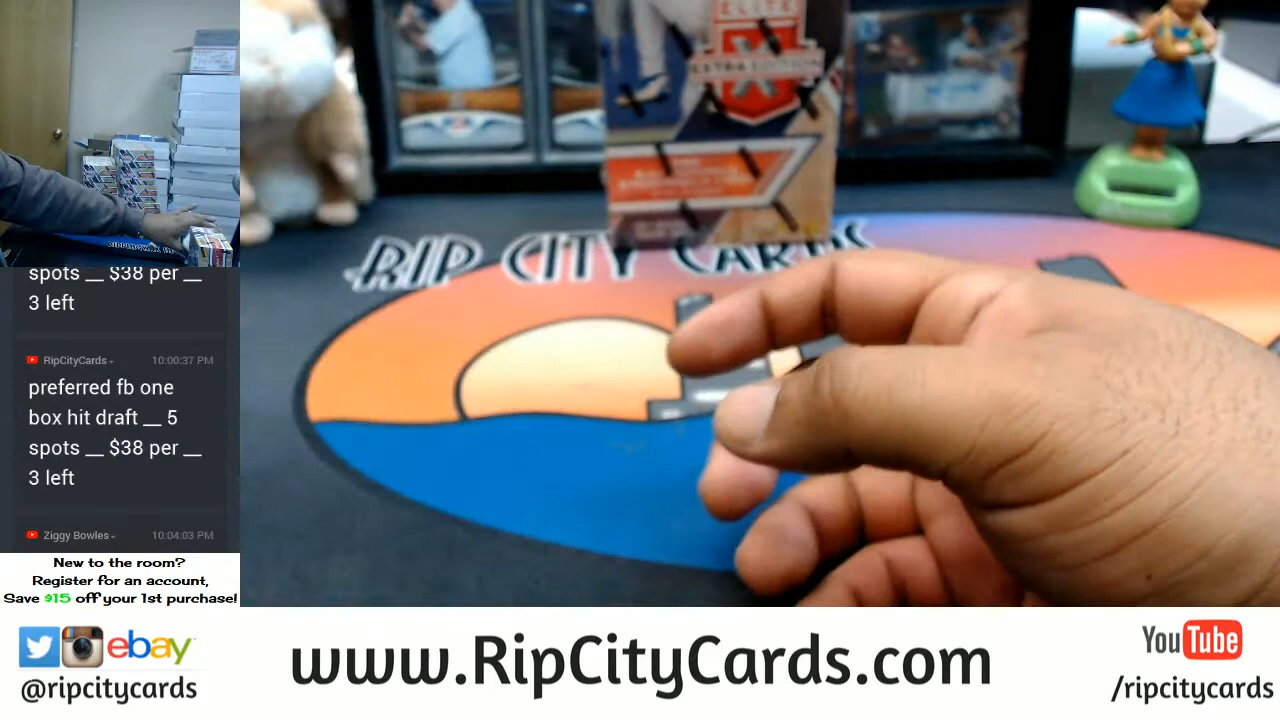 ELITE
X
EXTRA EDITION
RIP CITY CARDS
spots __ $38 per __
3 left
RipCityCards
10:00:37 PM
preferred fb one
box hit draft __ 5
spots __ $38 per __
3 left
Ziggy Bowles
10:04:03 PM
New to the room?
Register for an account,
Save $15 off your 1st purchase!
ebay
@ripcitycards
www.RipCityCards.com
YouTube
/ripcitycards